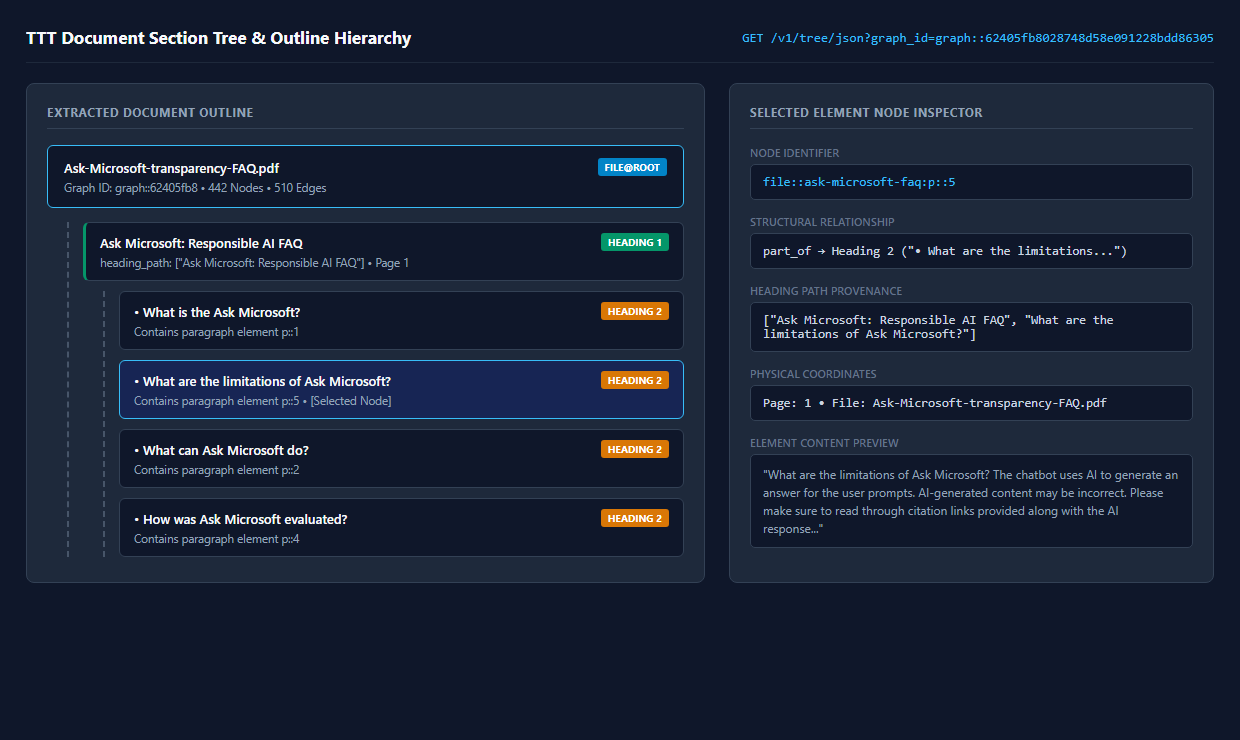 TTT Document Section Tree & Outline Hierarchy
GET /v1/tree/json?graph_id=graph::62405fb8028748d58e091228bdd86305
EXTRACTED DOCUMENT OUTLINE
Ask-Microsoft-transparency-FAQ.pdf
FILE@ROOT
Graph ID: graph::62405fb8 • 442 Nodes • 510 Edges
Ask Microsoft: Responsible AI FAQ
HEADING 1
heading_path: ["Ask Microsoft: Responsible AI FAQ"] • Page 1
• What is the Ask Microsoft?
HEADING 2
Contains paragraph element p::1
• What are the limitations of Ask Microsoft?
HEADING 2
Contains paragraph element p::5 • [Selected Node]
• What can Ask Microsoft do?
HEADING 2
Contains paragraph element p::2
• How was Ask Microsoft evaluated?
HEADING 2
Contains paragraph element p::4
SELECTED ELEMENT NODE INSPECTOR
NODE IDENTIFIER
file::ask-microsoft-faq:p::5
STRUCTURAL RELATIONSHIP
part_of → Heading 2 ("• What are the limitations...")
HEADING PATH PROVENANCE
["Ask Microsoft: Responsible AI FAQ", "What are the
limitations of Ask Microsoft?"]
PHYSICAL COORDINATES
Page: 1 • File: Ask-Microsoft-transparency-FAQ.pdf
ELEMENT CONTENT PREVIEW
"What are the limitations of Ask Microsoft? The chatbot uses AI to generate an
answer for the user prompts. AI-generated content may be incorrect. Please
make sure to read through citation links provided along with the AI
response..."